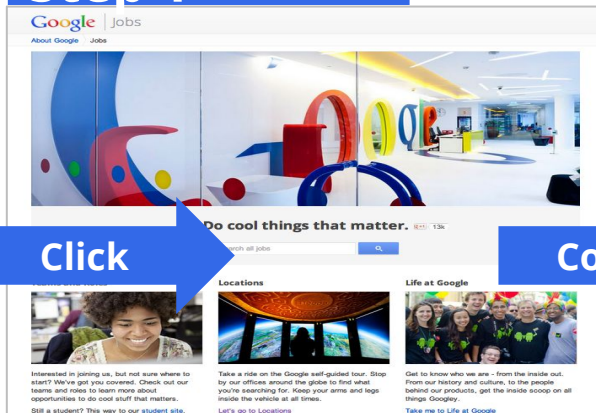 Google Jobs
About Google Jobs
Google
Do cool things that matter. 13k
search all jobs
Click
Locations
Life at Google
Interested in joining us, but not sure where to
start? We've got you covered. Check out our
teams and roles to learn more about
opportunities to do cool stuff that matters.
Still a student? This way to our student site.
Take a ride on the Google self-guided tour. Stop
by our offices around the globe to find what
you're searching for. Keep your arms and legs
inside the vehicle at all times.
Let's go to Locations
Get to know who we are - from the inside out.
From our history and culture, to the people
behind our products, get the inside scoop on all
things Googley.
Take me to Life at Google